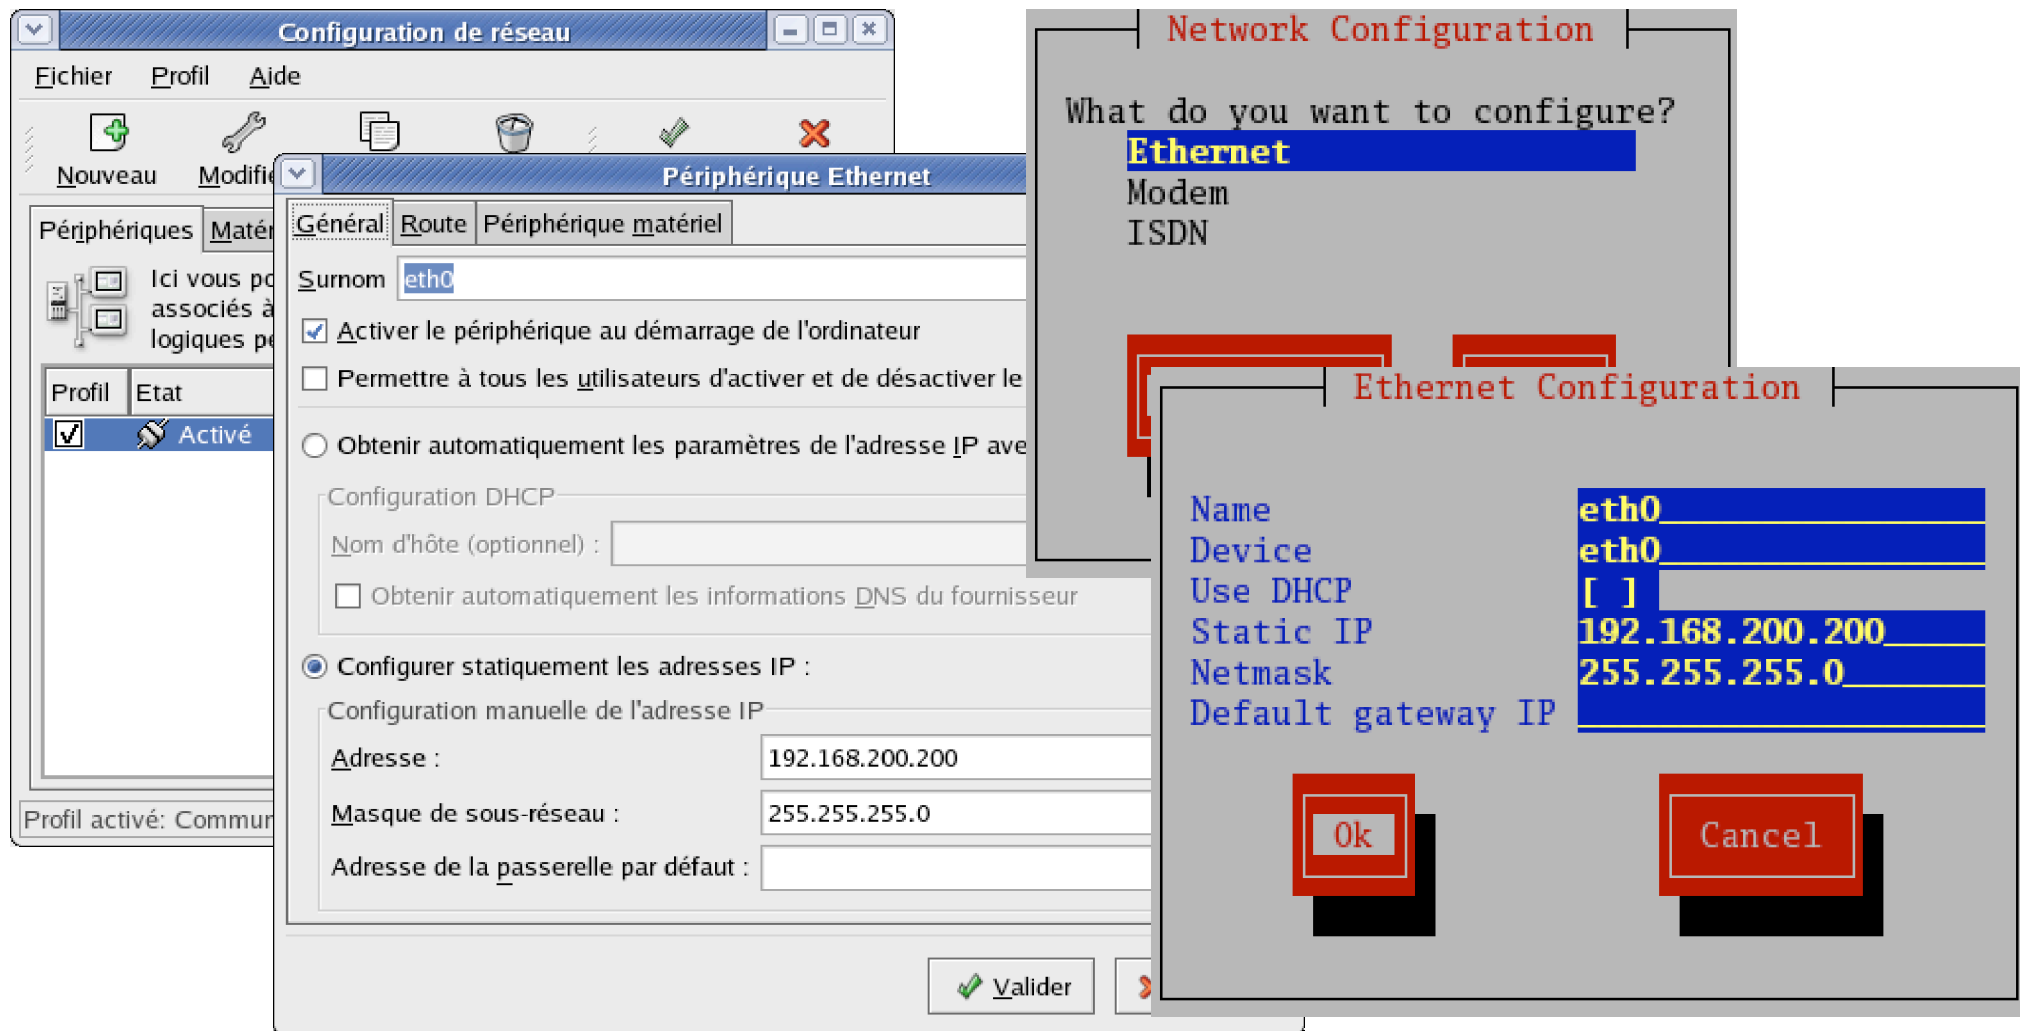 Configuration de réseau
Fichier Profil Aide
Nouveau
Périphériques
Ici vous
associés à
logiques
Profil Etat
Activé
Profil activé:
Périphérique Ethernet
Général Route Périphérique matériel
Surnom eth0
Activer le périphérique au démarrage de l'ordinateur
Permettre à tous les utilisateurs d'activer et de désactiver le
Obtenir automatiquement les paramètres de l'adresse IP
Configuration DHCP
Nom d'hôte (optionnel) :
Obtenir automatiquement les informations DNS du fournisseur
Configurer statiquement les adresses IP :
Configuration manuelle de l'adresse IP
Adresse : 192.168.200.200
Masque de sous-réseau : 255.255.255.0
Adresse de la passerelle par défaut :
Valider
Network Configuration
What do you want to configure?
Ethernet
Modem
ISDN
Ethernet Configuration
Name eth0
Device eth0
Use DHCP [ ]
Static IP 192.168.200.200
Netmask 255.255.255.0
Default gateway IP
Ok Cancel